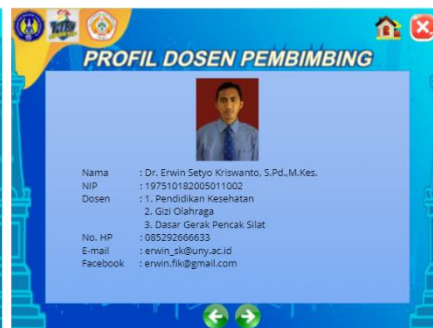 PROFIL DOSEN PEMBIMBING
Nama : Dr. Erwin Setyo Kriswanto, S.Pd.,M.Kes.
NIP : 197510182005011002
Dosen : 1. Pendidikan Kesehatan
2. Gizi Olahraga
3. Dasar Gerak Pencak Silat
No. HP : 085292666633
E-mail : erwin_sk@uny.ac.id
Facebook : erwin.fik@gmail.com